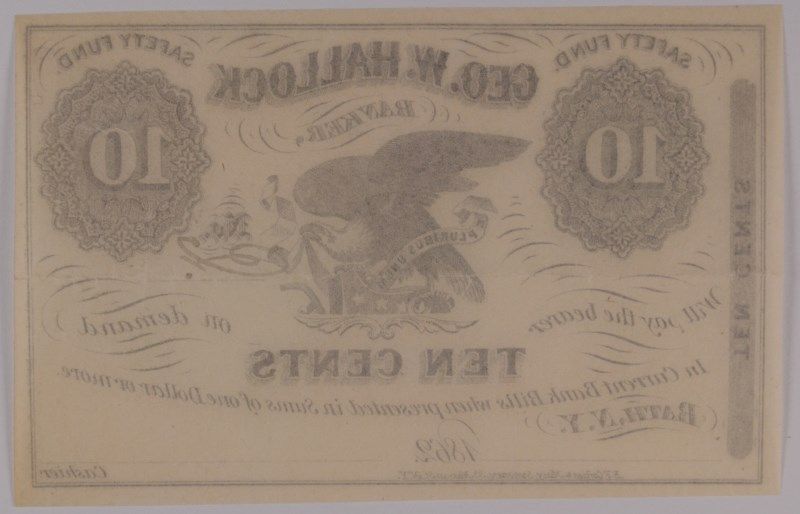 SAFETY FUND.
SAFETY FUND.
GEO. W. HALLOCK
BANKER,
10
10
No.
E PLURIBUS UNUM
TEN CENTS
Will pay the bearer
on demand
TEN CENTS
In Current Bank Bills when presented in Sums of one Dollar or more.
BATH, N.Y.
1862
Cashier